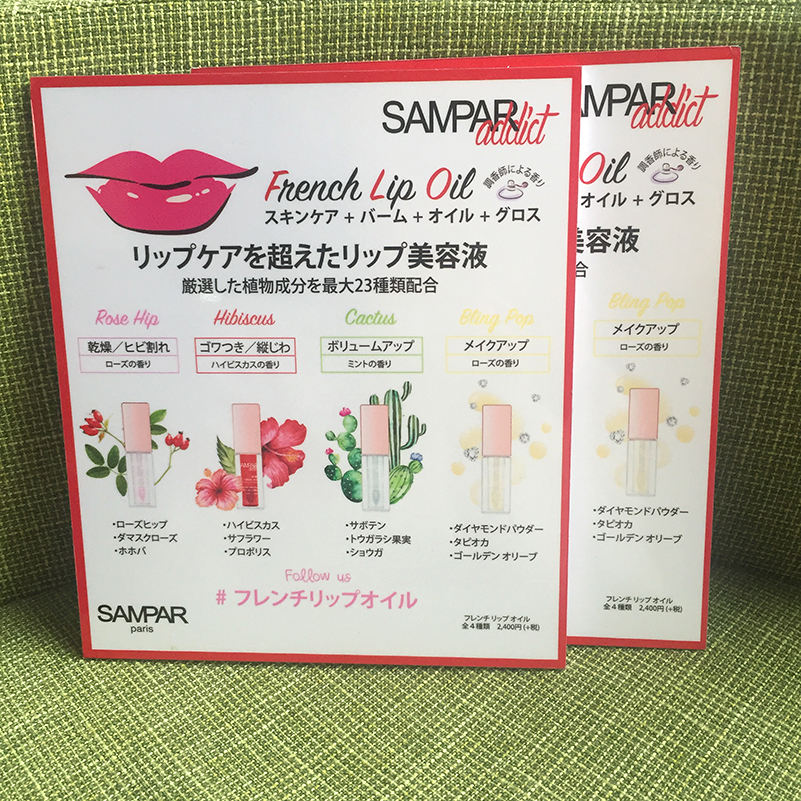 SAMPAR
addict
French Lip Oil
調香師による香り
スキンケア + バーム + オイル + グロス
リップケアを超えたリップ美容液
厳選した植物成分を最大23種類配合
Rose Hip
乾燥／ヒビ割れ
ローズの香り
・ローズヒップ
・ダマスクローズ
・ホホバ
Hibiscus
ゴワつき／縦じわ
ハイビスカスの香り
・ハイビスカス
・サフラワー
・プロポリス
Cactus
ボリュームアップ
ミントの香り
・サボテン
・トウガラシ果実
・ショウガ
Bling Pop
メイクアップ
ローズの香り
・ダイヤモンドパウダー
・タピオカ
・ゴールデン オリーブ
Follow us
# フレンチリップオイル
SAMPAR
paris
フレンチ リップ オイル
全４種類 2,400円(+税)
AMPAR
addict
Oil
調香師による香り
オイル + グロス
美容液
合
Bling Pop
メイクアップ
ローズの香り
・ダイヤモンドパウダー
・タピオカ
・ゴールデン オリーブ
フレンチ リップ オイル
全４種類 2,400円(+税)